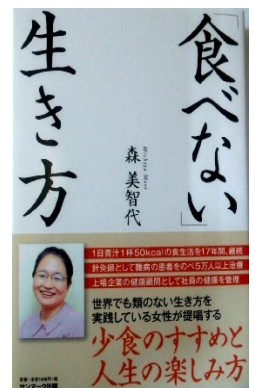 「食べない」
生き方
森 美智代
Michiyo Mori
1日青汁1杯50kcalの食生活を17年間、継続
針灸師として難病の患者をのべ5万人以上治療
上場企業の健康顧問として社員の健康を管理
世界でも類のない生き方を
実践している女性が提唱する
少食のすすめと
人生の楽しみ方
サンマーク出版